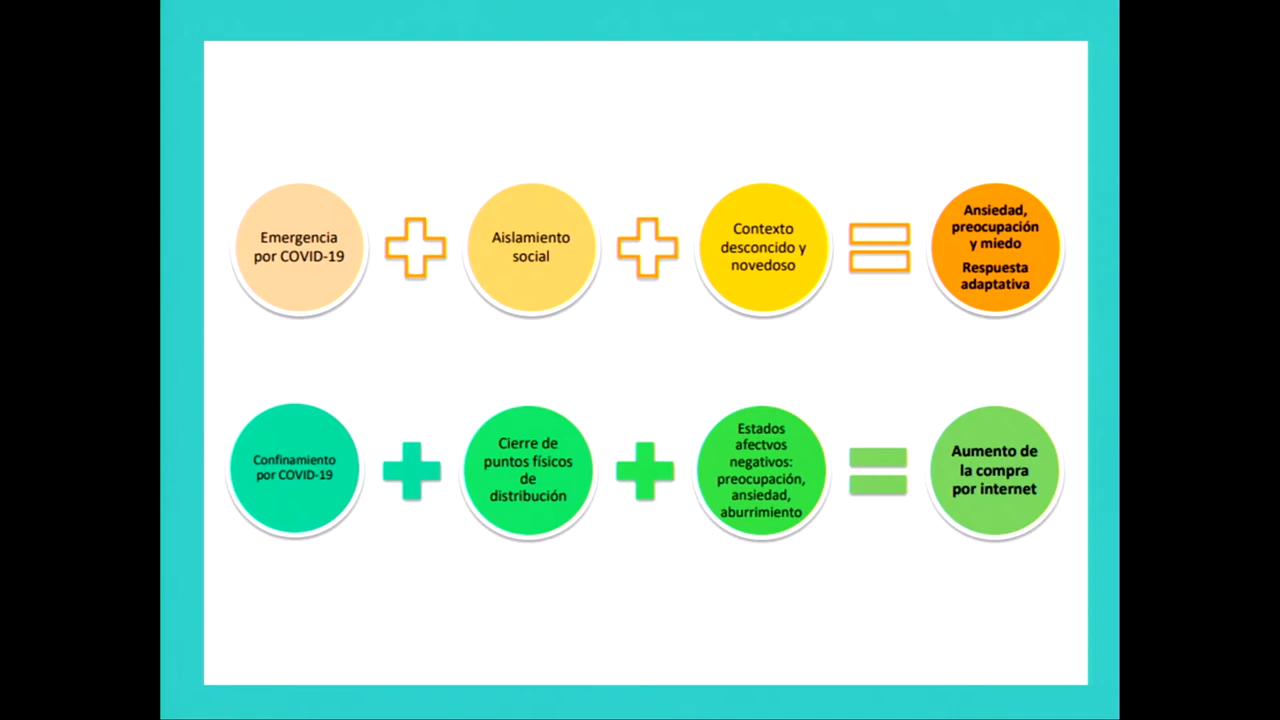 Emergencia
por COVID-19
Aislamiento
social
Contexto
desconcido y
novedoso
Ansiedad,
preocupación
y miedo
Respuesta
adaptativa
Confinamiento
por COVID-19
Cierre de
puntos físicos
de
distribución
Estados
afectvos
negativos:
preocupación,
ansiedad,
aburrimiento
Aumento de
la compra
por internet